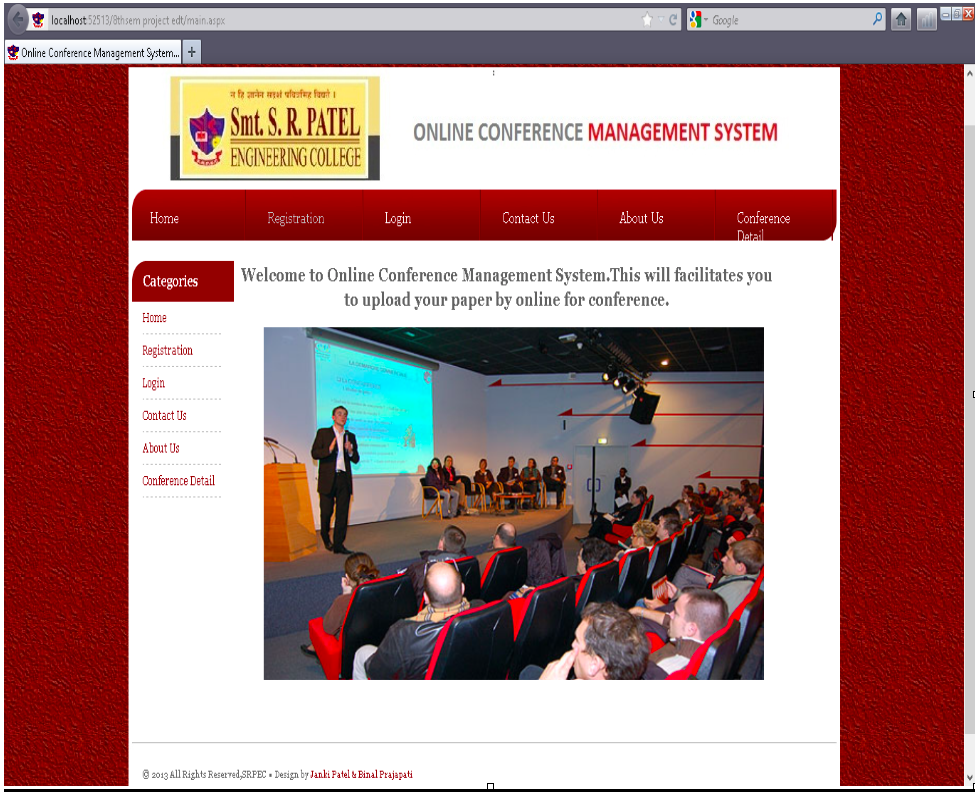 localhost:52513/8thsem project edt/main.aspx
Google
Online Conference Management System...
न हि ज्ञानेन सदृशं पवित्रमिह विद्यते ।
Smt. S. R. PATEL
ENGINEERING COLLEGE
ONLINE CONFERENCE MANAGEMENT SYSTEM
Home Registration Login Contact Us About Us Conference Detail
Categories
Home
Registration
Login
Contact Us
About Us
Conference Detail
Welcome to Online Conference Management System.This will facilitates you
to upload your paper by online for conference.
© 2013 All Rights Reserved,SRPEC • Design by Janki Patel & Binal Prajapati